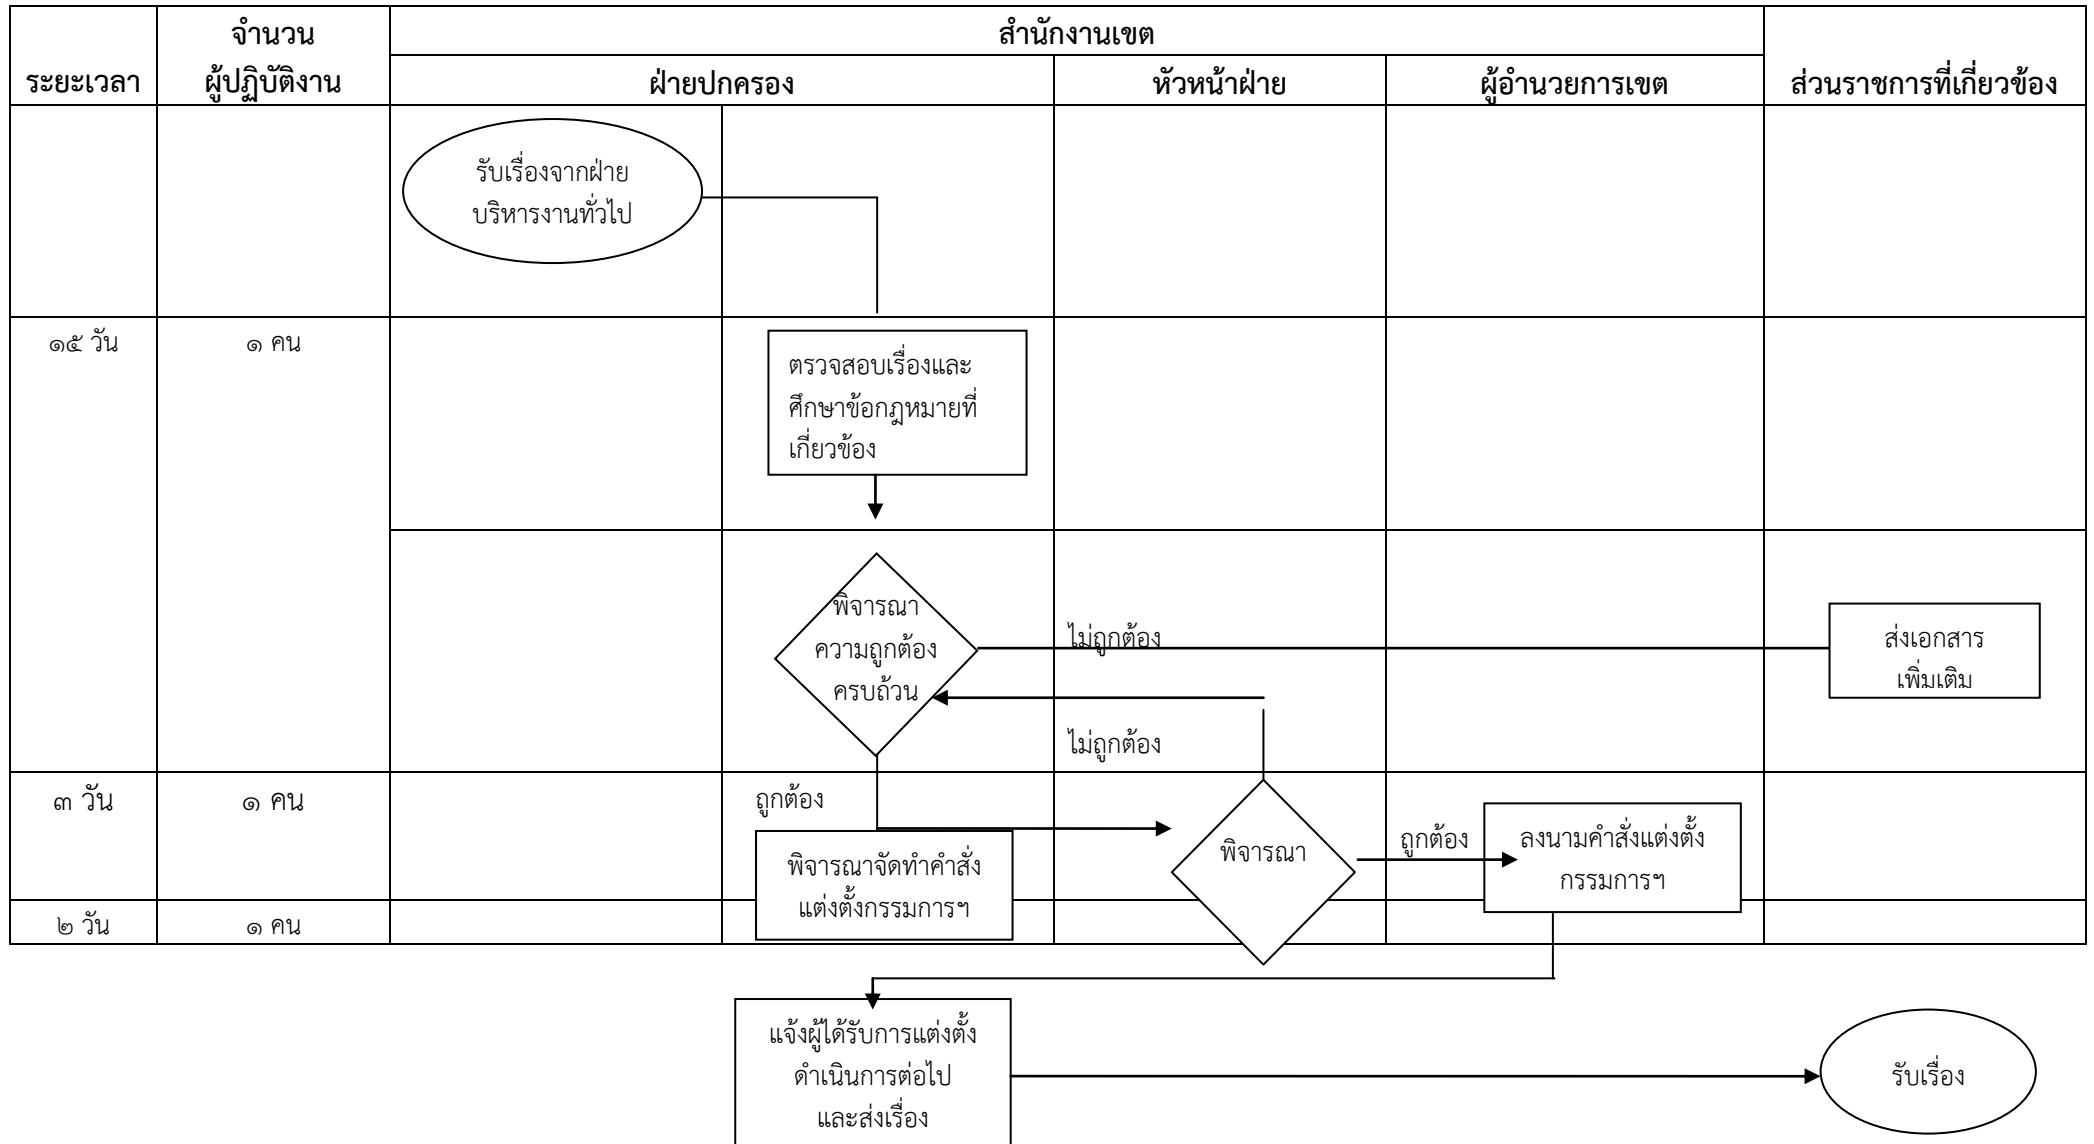 ระยะเวลา
จำนวน
ผู้ปฏิบัติงาน
สำนักงานเขต
ฝ่ายปกครอง
หัวหน้าฝ่าย
ผู้อำนวยการเขต
ส่วนราชการที่เกี่ยวข้อง
รับเรื่องจากฝ่าย
บริหารงานทั่วไป
๑๕ วัน
๑ คน
ตรวจสอบเรื่องและ
ศึกษาข้อกฎหมายที่
เกี่ยวข้อง
พิจารณา
ความถูกต้อง
ครบถ้วน
ไม่ถูกต้อง
ส่งเอกสาร
เพิ่มเติม
ไม่ถูกต้อง
๓ วัน
๑ คน
ถูกต้อง
พิจารณาจัดทำคำสั่ง
แต่งตั้งกรรมการฯ
พิจารณา
ถูกต้อง
ลงนามคำสั่งแต่งตั้ง
กรรมการฯ
๒ วัน
๑ คน
แจ้งผู้ได้รับการแต่งตั้ง
ดำเนินการต่อไป
และส่งเรื่อง
รับเรื่อง